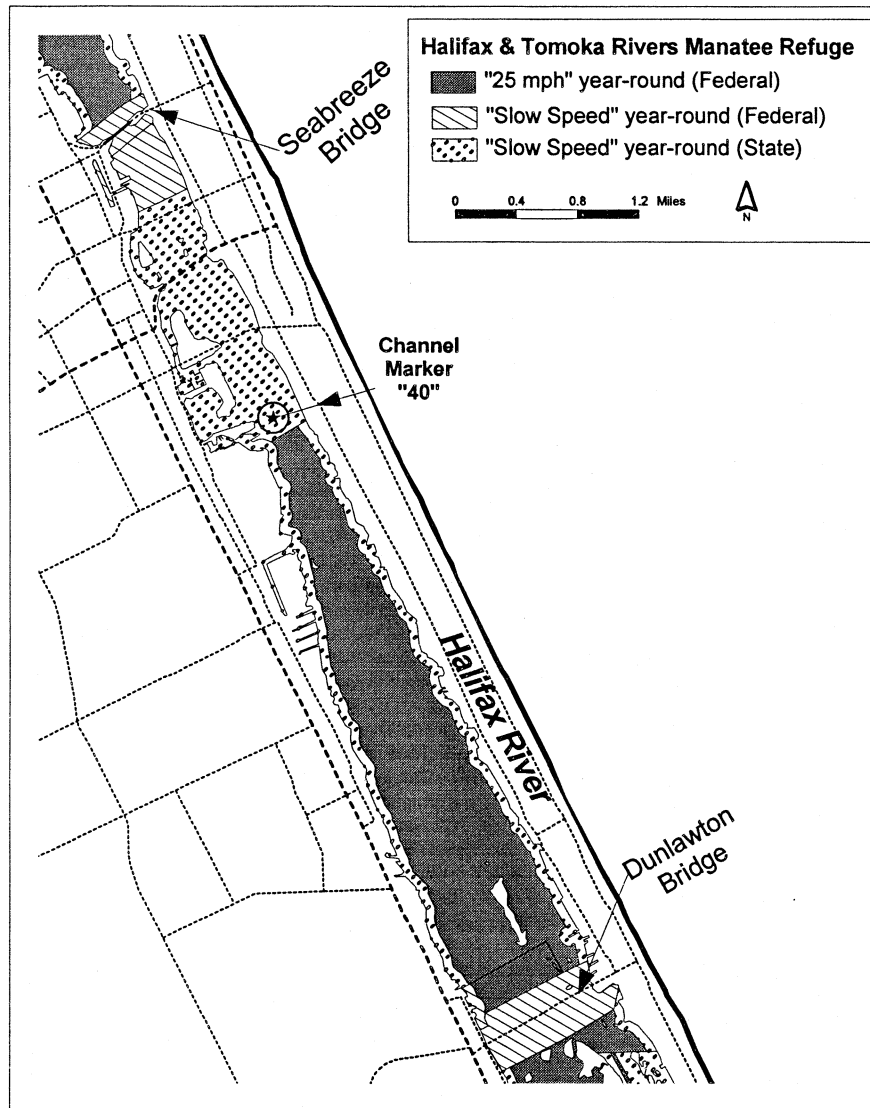 Halifax & Tomoka Rivers Manatee Refuge
"25 mph" year-round (Federal)
"Slow Speed" year-round (Federal)
"Slow Speed" year-round (State)
0 0.4 0.8 1.2 Miles
N
Seabreeze
Bridge
Channel
Marker
"40"
Halifax River
Dunlawton
Bridge